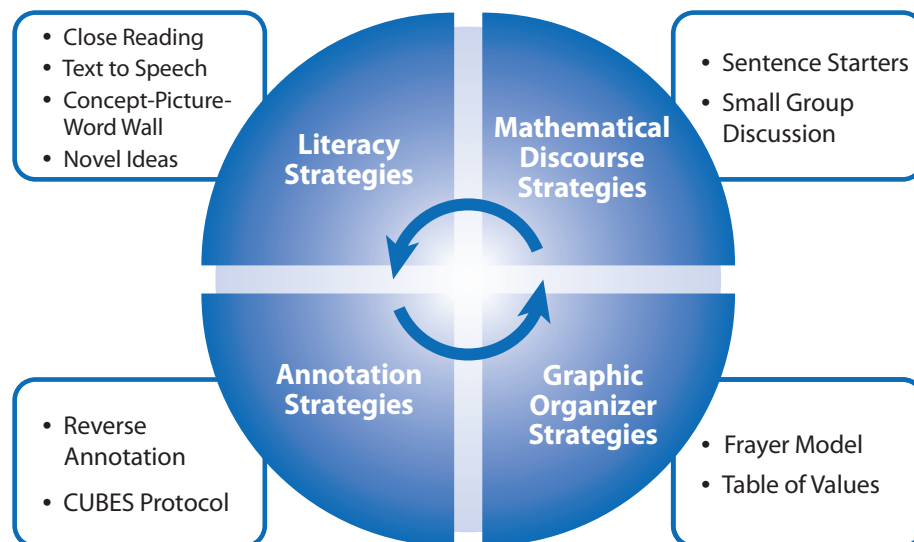 • Close Reading
• Text to Speech
• Concept-Picture-
Word Wall
• Novel Ideas
Literacy
Strategies
Mathematical
Discourse
Strategies
• Sentence Starters
• Small Group
Discussion
• Reverse
Annotation
• CUBES Protocol
Annotation
Strategies
Graphic
Organizer
Strategies
• Frayer Model
• Table of Values